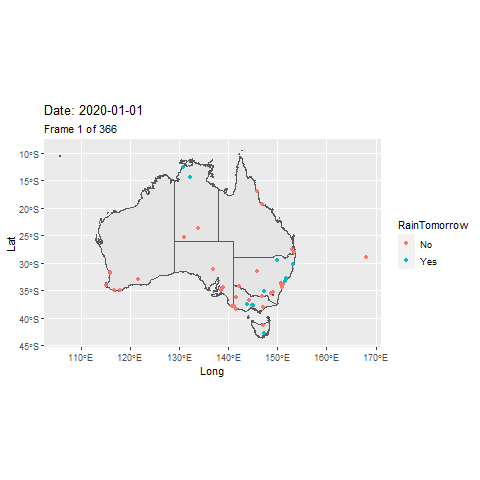 Date: 2020-01-01
Frame 1 of 366
10°S
15°S
20°S
25°S
30°S
35°S
40°S
45°S
Lat
110°E
120°E
130°E
140°E
150°E
160°E
170°E
Long
RainTomorrow
No
Yes